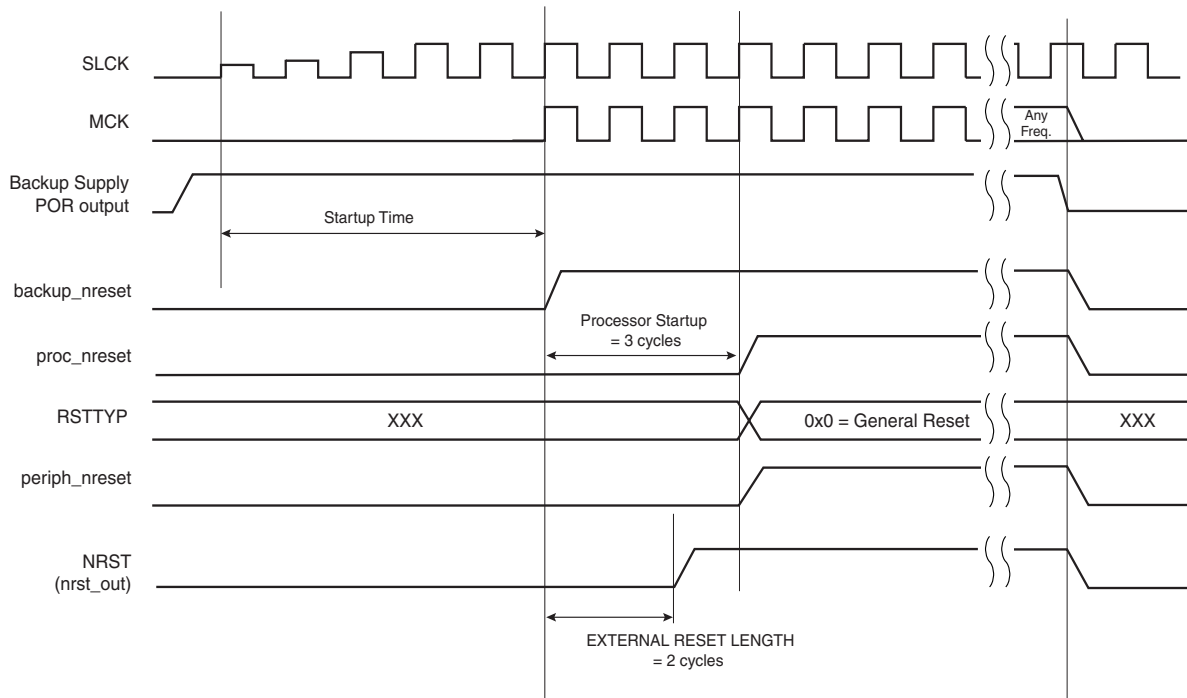 SLCK
MCK
Any
Freq.
Backup Supply
POR output
Startup Time
backup_nreset
Processor Startup
= 3 cycles
proc_nreset
RSTTYP
XXX
0x0 = General Reset
XXX
periph_nreset
NRST
(nrst_out)
EXTERNAL RESET LENGTH
= 2 cycles